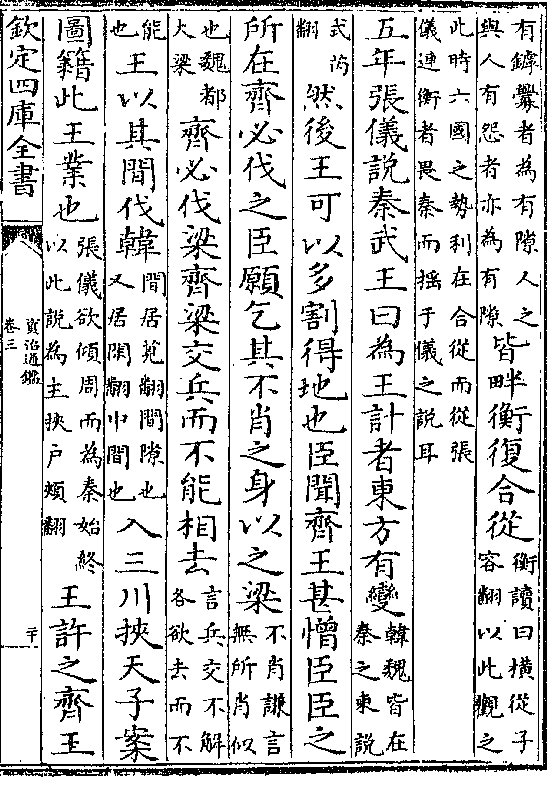 有罅釁者為有隙人之
與人有怨者亦為有隙
皆畔衡復合從
衡讀曰橫從子
容翻以此觀之
此時六國之勢利在合從而從張
儀連衡者畏秦而搖于儀之說耳
五年張儀說秦武王曰為王計者東方有變
韓魏皆在
秦之東說
式芮
翻
然後王可以多割得地也臣聞齊王甚憎臣臣之
所在齊必伐之臣願乞其不肖之身以之梁
不肖謙言
無所肖似
也魏都
大梁
齊必伐梁齊梁交兵而不能相去
言兵交不解
各欲去而不
能
也
王以其間伐韓
間居莧翻間隙也
又居閑翻中間也
入三川挾天子案
圖籍此王業也
張儀欲傾周而為秦始終
以此說為主挾戶頰翻
王許之齊王
欽定四庫全書
資治通鑑
卷三
二十